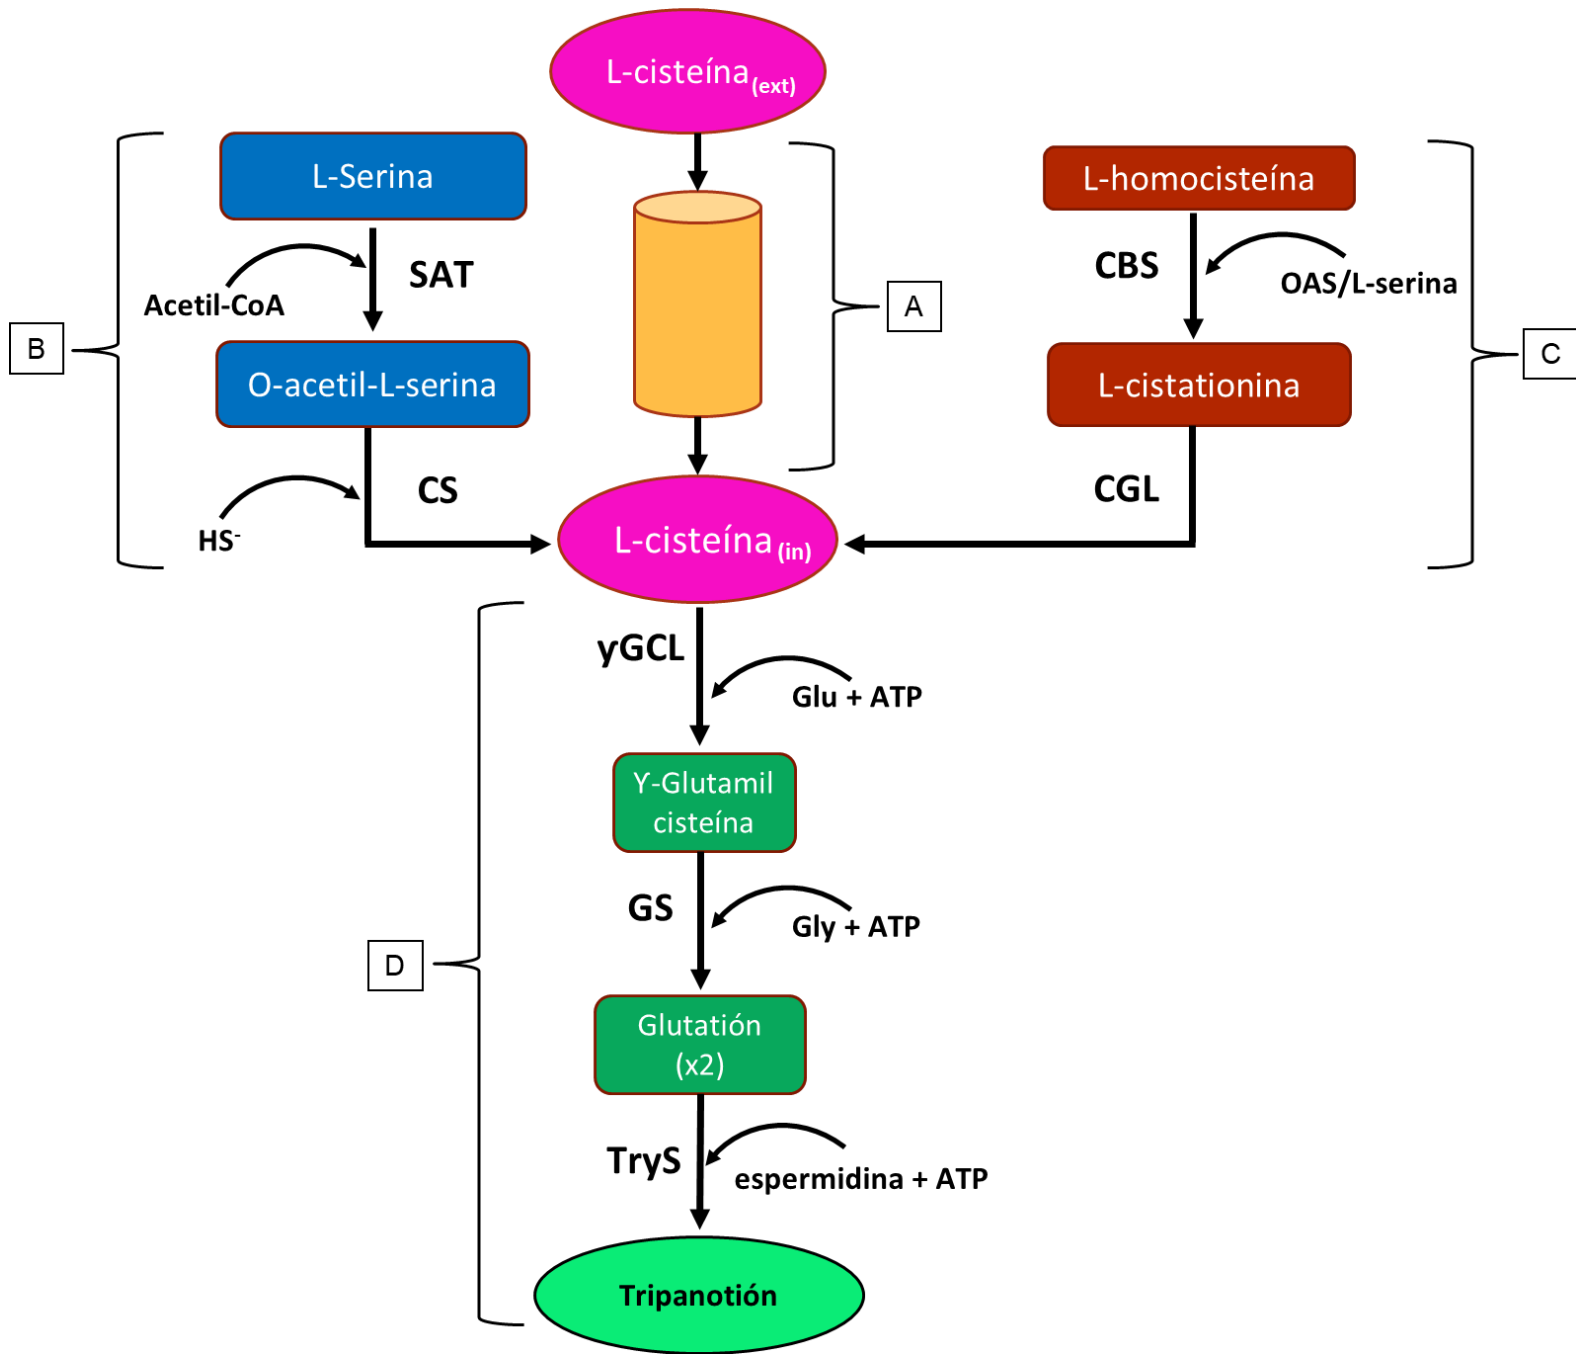 L-cisteína(ext)
L-Serina
L-homocisteína
SAT
CBS
Acetil-CoA
OAS/L-serina
A
B
C
O-acetil-L-serina
L-cistationina
CS
CGL
HS-
L-cisteína(in)
ɣGCL
Glu + ATP
Ɣ-Glutamil
cisteína
GS
Gly + ATP
D
Glutatión
(x2)
TryS
espermidina + ATP
Tripanotión